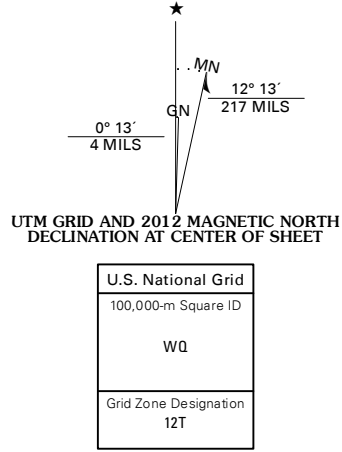 MN
GN
12° 13´
217 MILS
0° 13´
4 MILS
UTM GRID AND 2012 MAGNETIC NORTH
DECLINATION AT CENTER OF SHEET
U.S. National Grid
100,000-m Square ID
WQ
Grid Zone Designation
12T